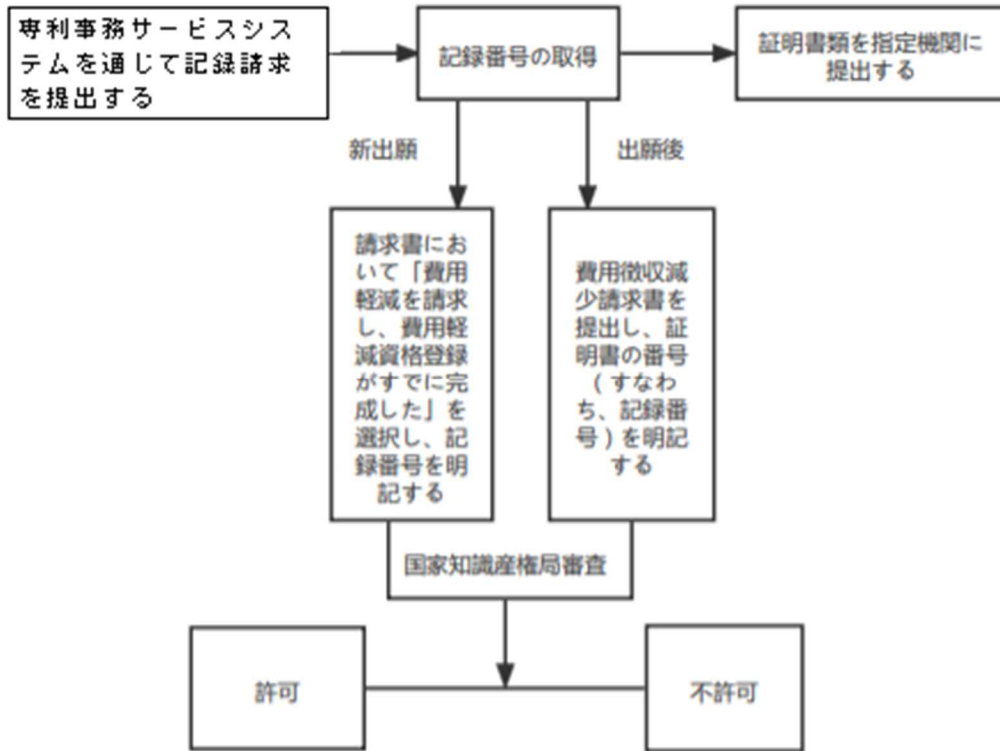 専利事務サービスシス
テムを通じて記録請求
を提出する
記録番号の取得
証明書類を指定機関に
提出する
新出願
出願後
請求書にお
いて「費用
軽減を請求
し、費用軽
減資格登録
がすでに完
成した」を
選択し、記
録番号を明
記する
費用徴収減
少請求書を
提出し、証
明書の番号
(すなわ
ち、記録番
号)を明記
する
国家知識産権局審査
許可
不許可